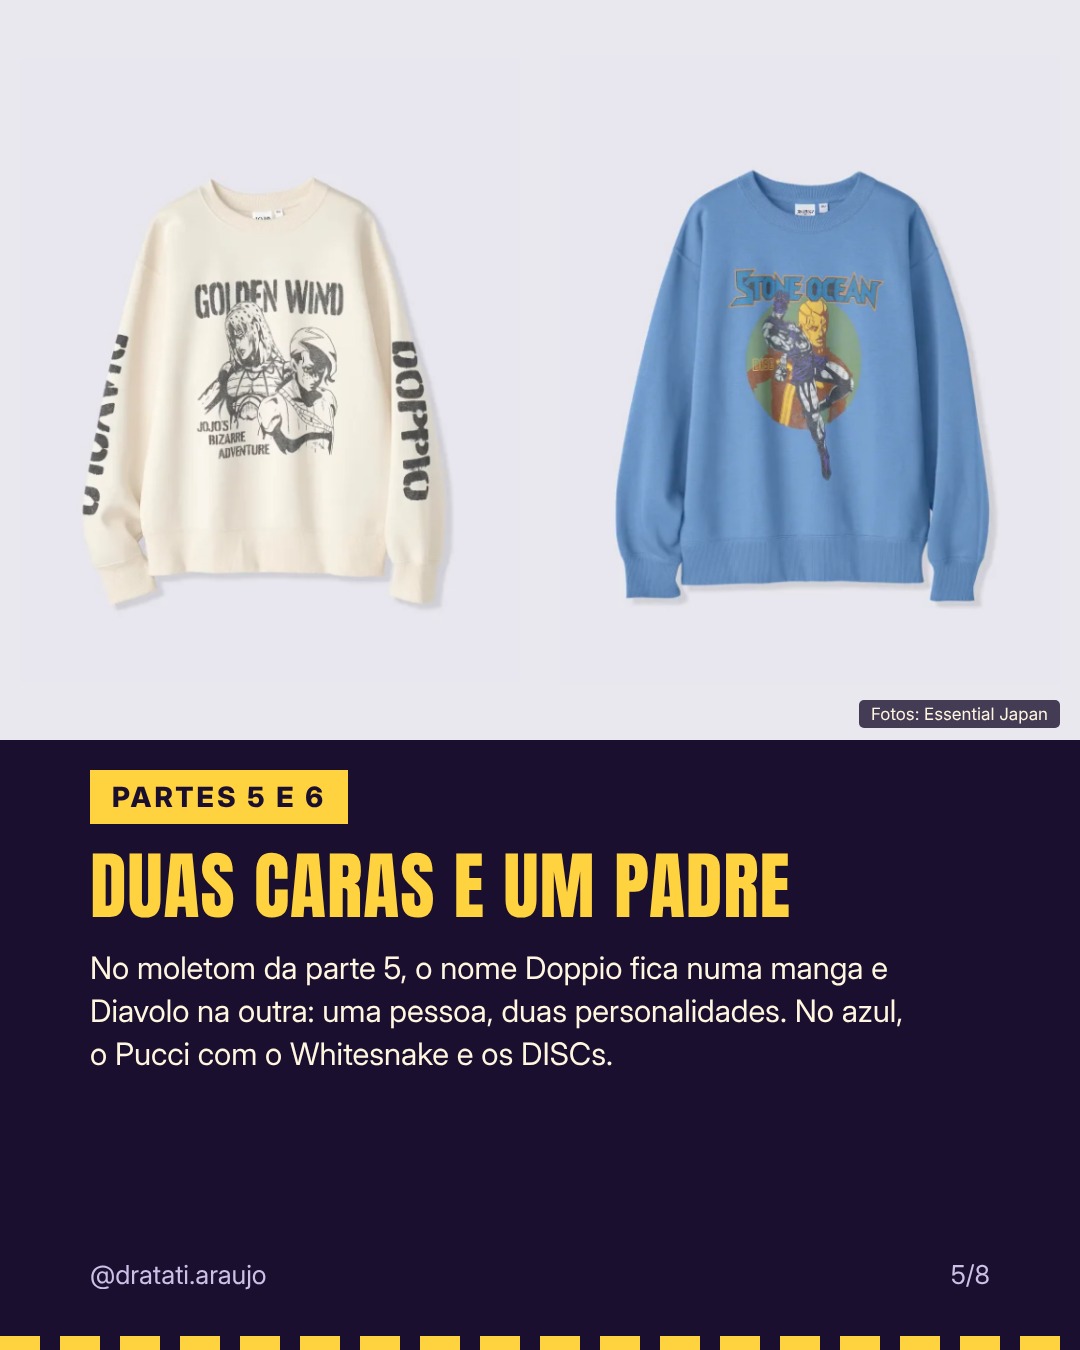 GOLDEN WIND
JOJO'S
BIZARRE
ADVENTURE
DOPPIO
STONE OCEAN
Fotos: Essential Japan
PARTES 5 E 6
DUAS CARAS E UM PADRE
No moletom da parte 5, o nome Doppio fica numa manga e
Diavolo na outra: uma pessoa, duas personalidades. No azul,
o Pucci com o Whitesnake e os DISCs.
@dratati.araujo
5/8